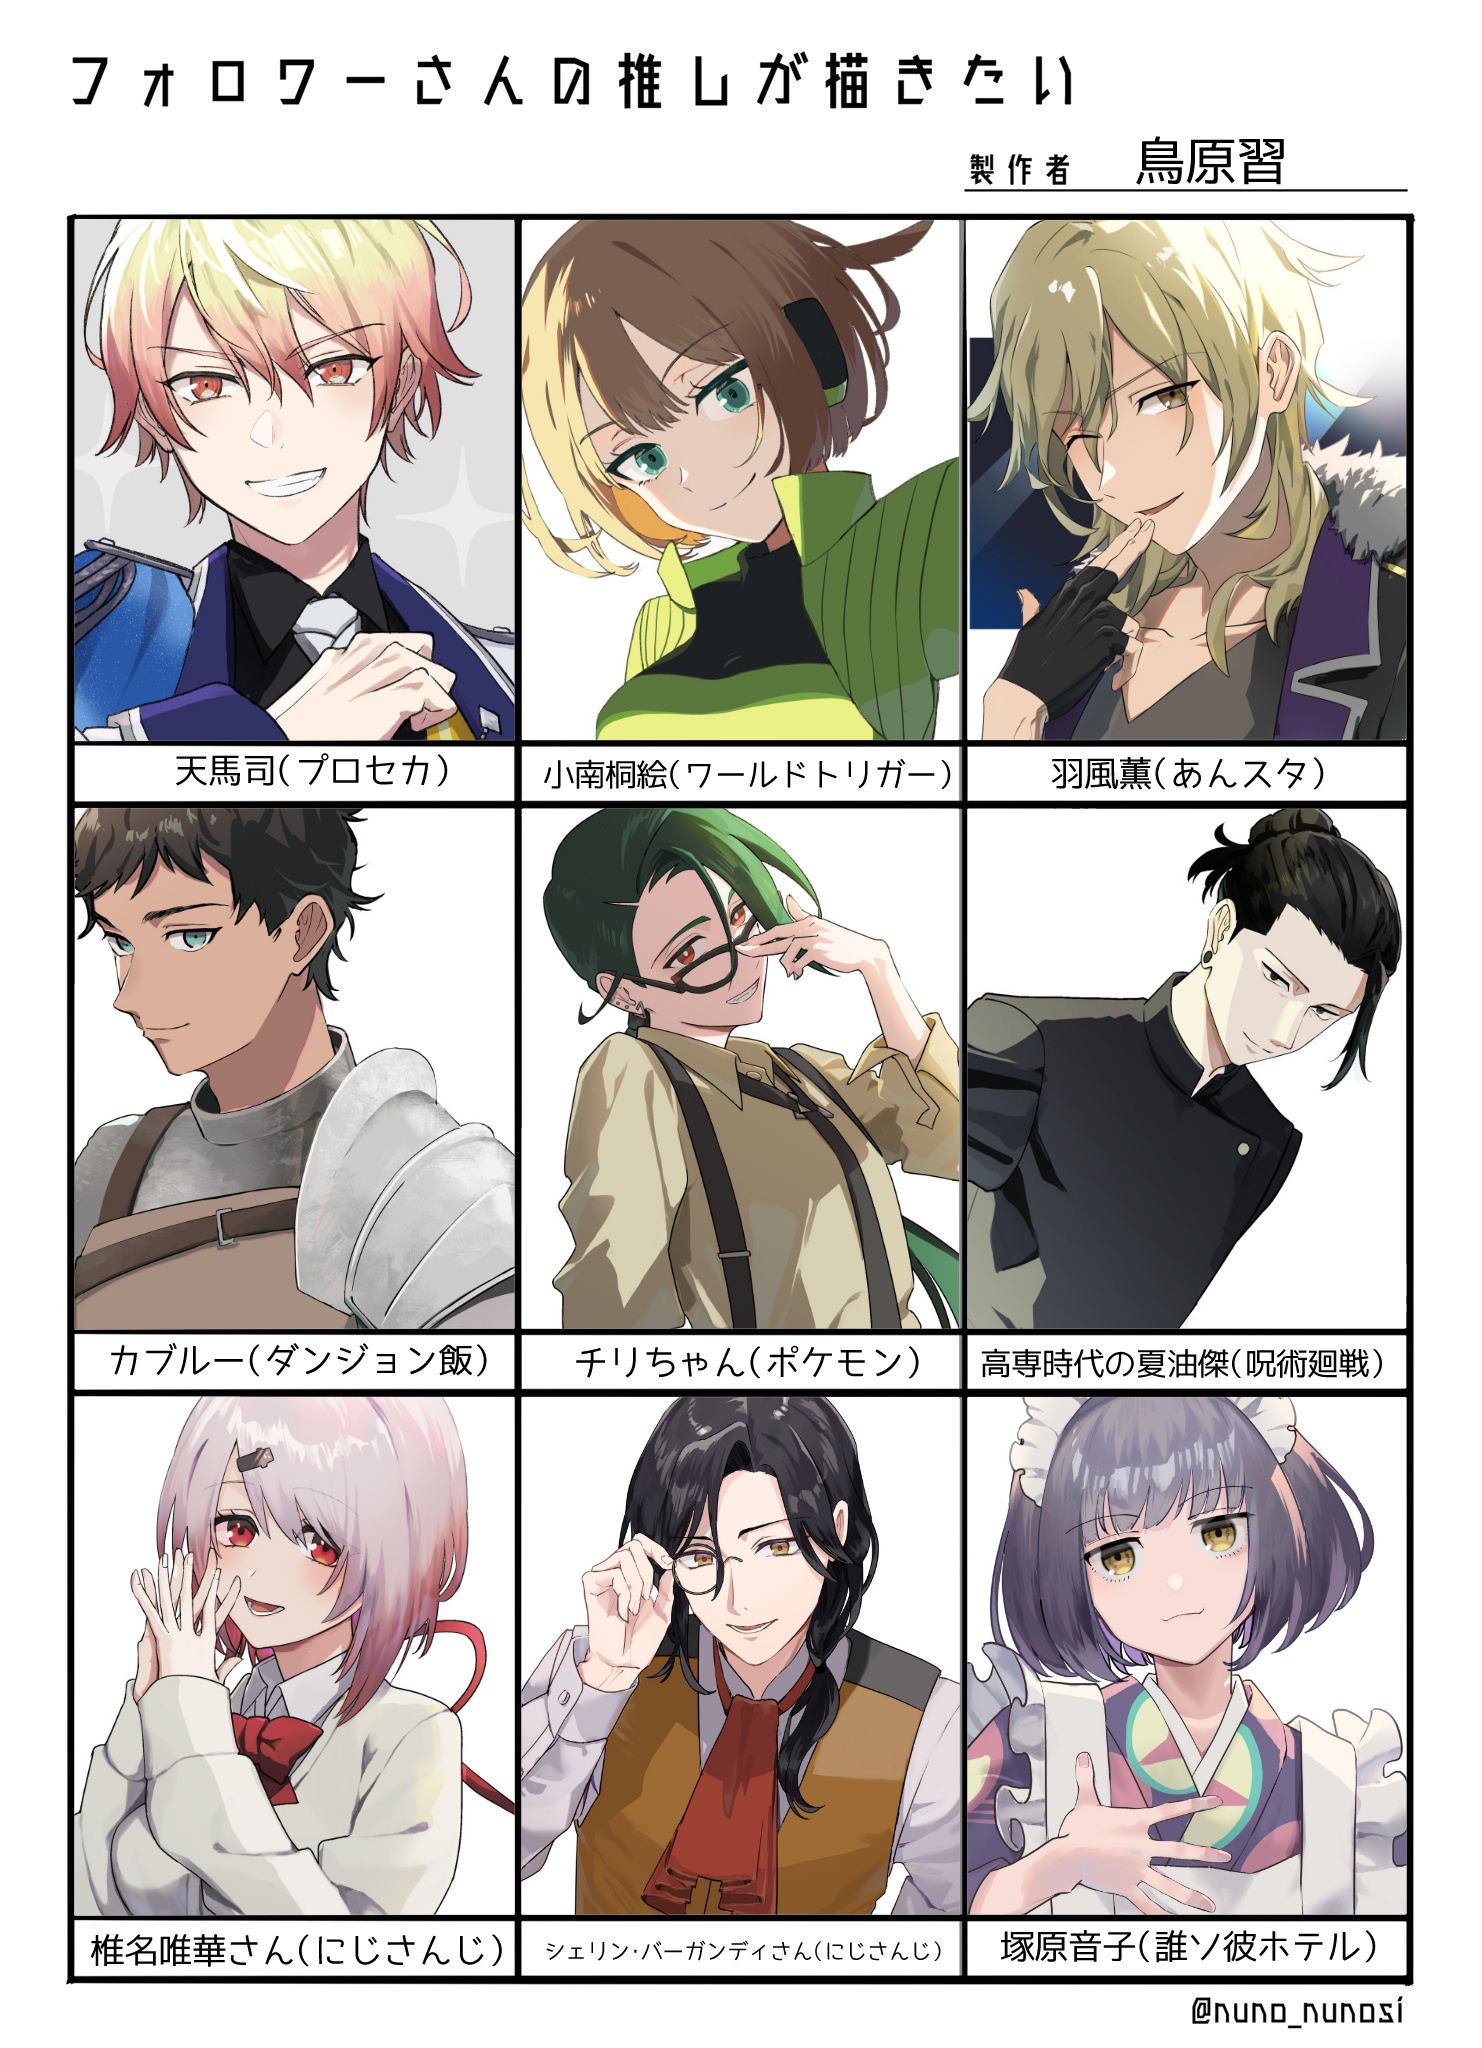 フォロワーさんの推しが描きたい
製作者 鳥原習
天馬司(プロセカ)
小南桐絵(ワールドトリガー)
羽風薫(あんスタ)
カブルー(ダンジョン飯)
チリちゃん(ポケモン)
高専時代の夏油傑(呪術廻戦)
椎名唯華さん(にじさんじ)
シェリン・バーガンディさん(にじさんじ)
塚原音子(誰ソ彼ホテル)
@nuno_nunosi